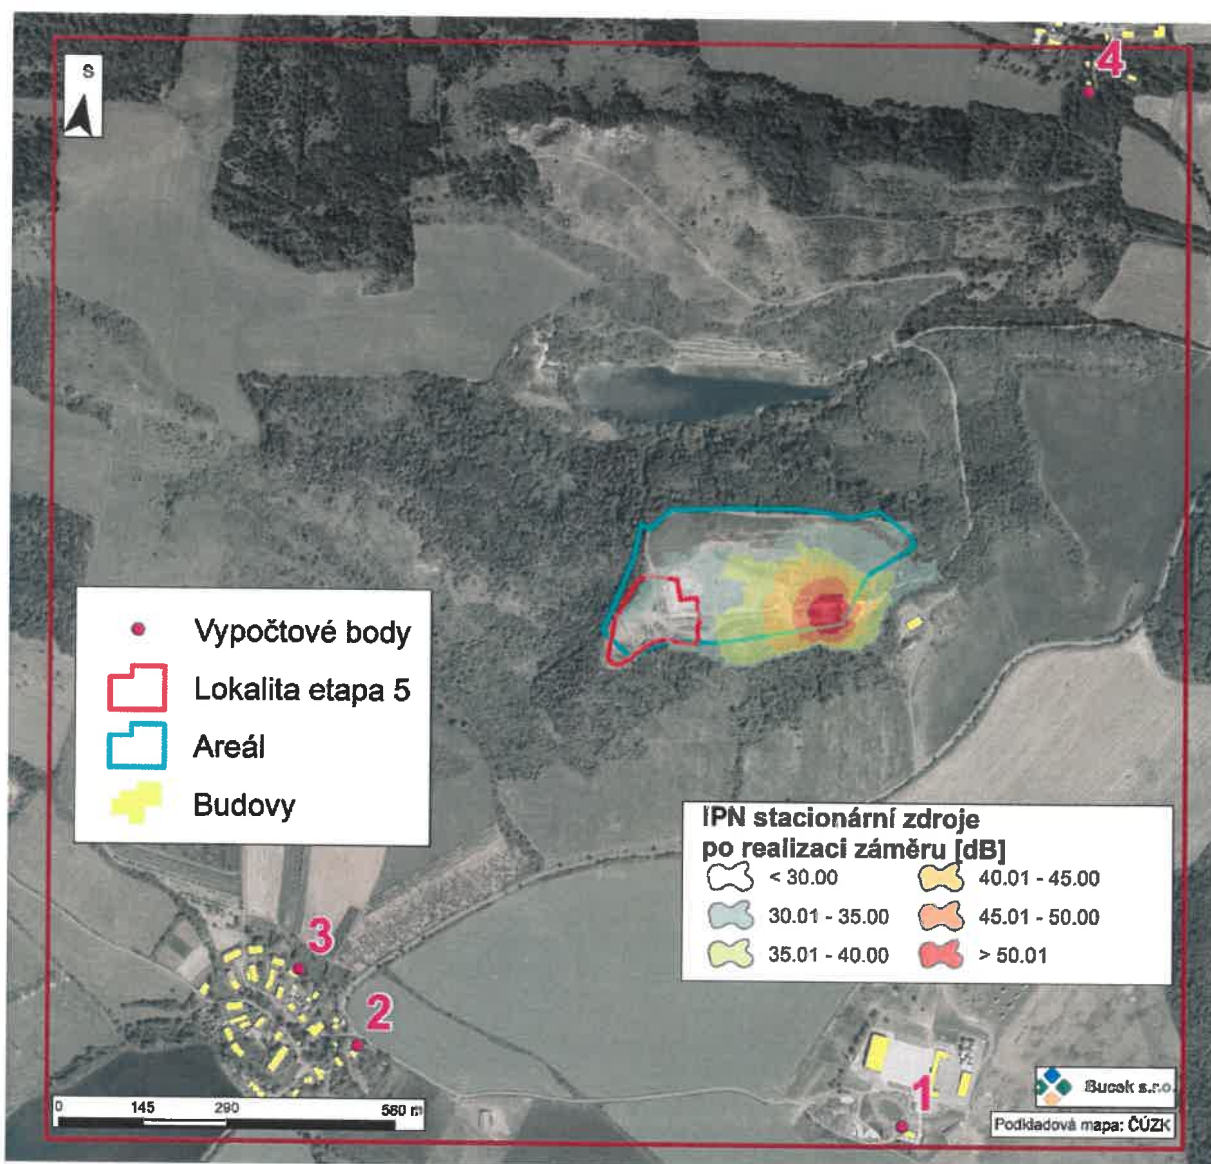 S
4
Vypočtové body
Lokalita etapa 5
Areál
Budovy
IPN stacionární zdroje
po realizaci záměru [dB]
< 30.00
40.01 - 45.00
30.01 - 35.00
45.01 - 50.00
35.01 - 40.00
> 50.01
3
2
1
0 145 290 580 m
Bucek s.r.o.
Podkladová mapa: ČÚZK